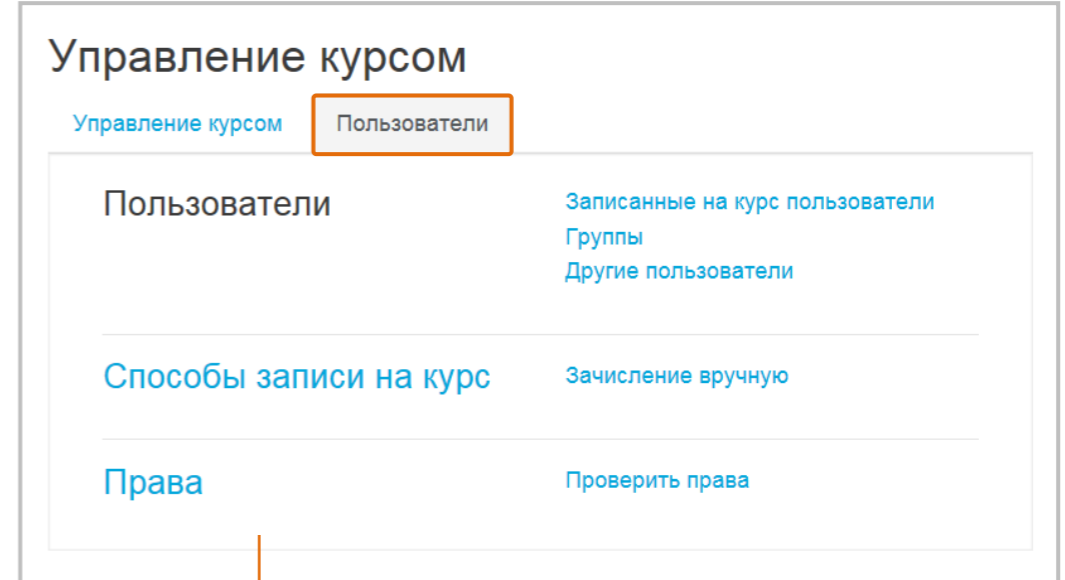 Управление курсом
Управление курсом Пользователи
Пользователи Записанные на курс пользователи
Группы
Другие пользователи
Способы записи на курс Зачисление вручную
Права Проверить права